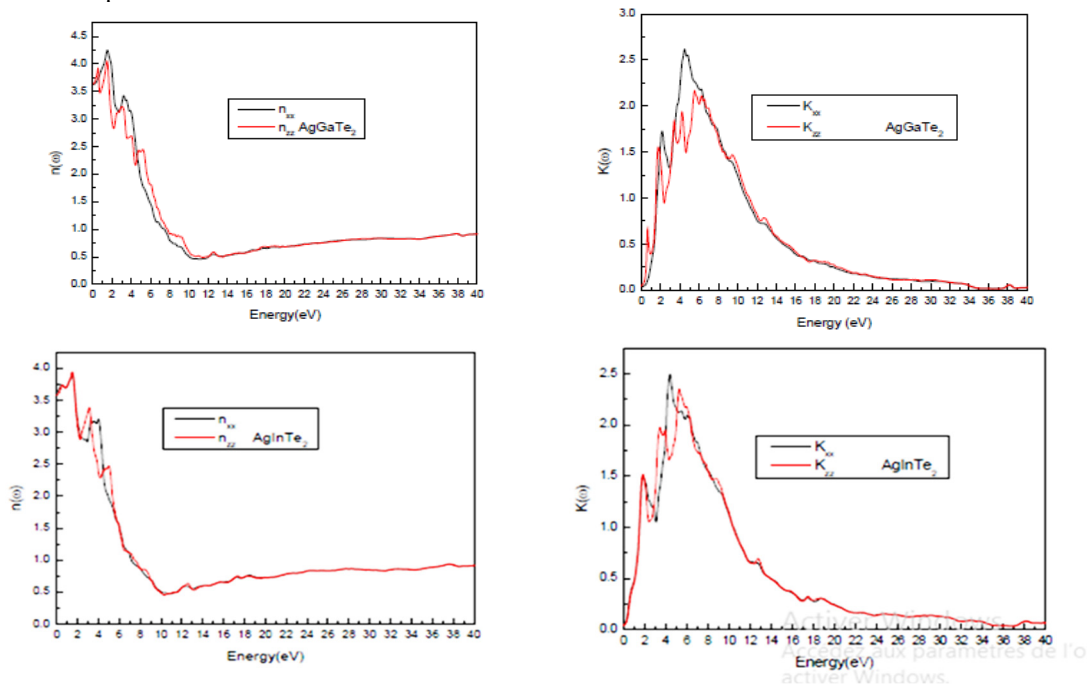 n(ω)
4.5
4.0
3.5
3.0
2.5
2.0
1.5
1.0
0.5
0.0
0 2 4 6 8 10 12 14 16 18 20 22 24 26 28 30 32 34 36 38 40
Energy(eV)
n_xx
n_zz AgGaTe₂
K(ω)
3.0
2.5
2.0
1.5
1.0
0.5
0.0
0 2 4 6 8 10 12 14 16 18 20 22 24 26 28 30 32 34 36 38 40
Energy (eV)
K_xx
K_zz AgGaTe₂
n(ω)
4.0
3.5
3.0
2.5
2.0
1.5
1.0
0.5
0.0
0 2 4 6 8 10 12 14 16 18 20 22 24 26 28 30 32 34 36 38 40
Energy(eV)
n_xx
n_zz AgInTe₂
K(ω)
2.5
2.0
1.5
1.0
0.5
0.0
0 2 4 6 8 10 12 14 16 18 20 22 24 26 28 30 32 34 36 38 40
Energy(eV)
K_xx
K_zz AgInTe₂
Activer Windows
Accédez aux paramètres de l'o
activer Windows.